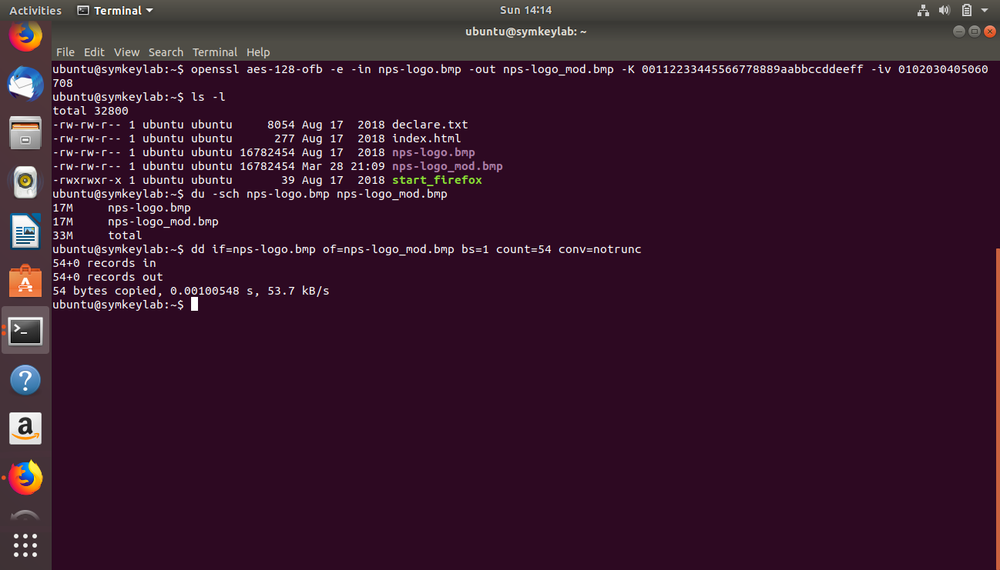 Activities Terminal Sun 14:14
ubuntu@symkeylab: ~
File Edit View Search Terminal Help
ubuntu@symkeylab:~$ openssl aes-128-ofb -e -in nps-logo.bmp -out nps-logo_mod.bmp -K 00112233445566778889aabbccddeeff -iv 0102030405060
708
ubuntu@symkeylab:~$ ls -l
total 32800
-rw-rw-r-- 1 ubuntu ubuntu     8054 Aug 17  2018 declare.txt
-rw-rw-r-- 1 ubuntu ubuntu      277 Aug 17  2018 index.html
-rw-rw-r-- 1 ubuntu ubuntu 16782454 Aug 17  2018 nps-logo.bmp
-rw-rw-r-- 1 ubuntu ubuntu 16782454 Mar 28 21:09 nps-logo_mod.bmp
-rwxrwxr-x 1 ubuntu ubuntu       39 Aug 17  2018 start_firefox
ubuntu@symkeylab:~$ du -sch nps-logo.bmp nps-logo_mod.bmp
17M     nps-logo.bmp
17M     nps-logo_mod.bmp
33M     total
ubuntu@symkeylab:~$ dd if=nps-logo.bmp of=nps-logo_mod.bmp bs=1 count=54 conv=notrunc
54+0 records in
54+0 records out
54 bytes copied, 0.00100548 s, 53.7 kB/s
ubuntu@symkeylab:~$